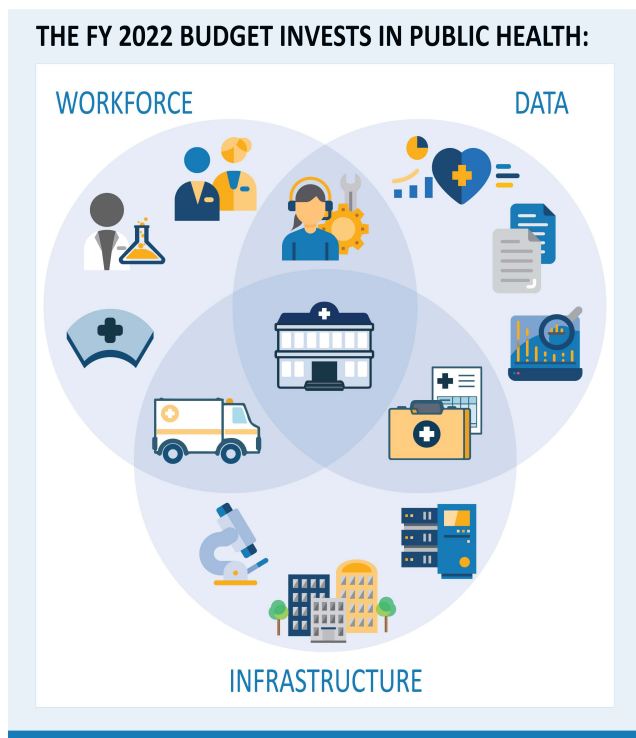 THE FY 2022 BUDGET INVESTS IN PUBLIC HEALTH:
WORKFORCE
DATA
INFRASTRUCTURE